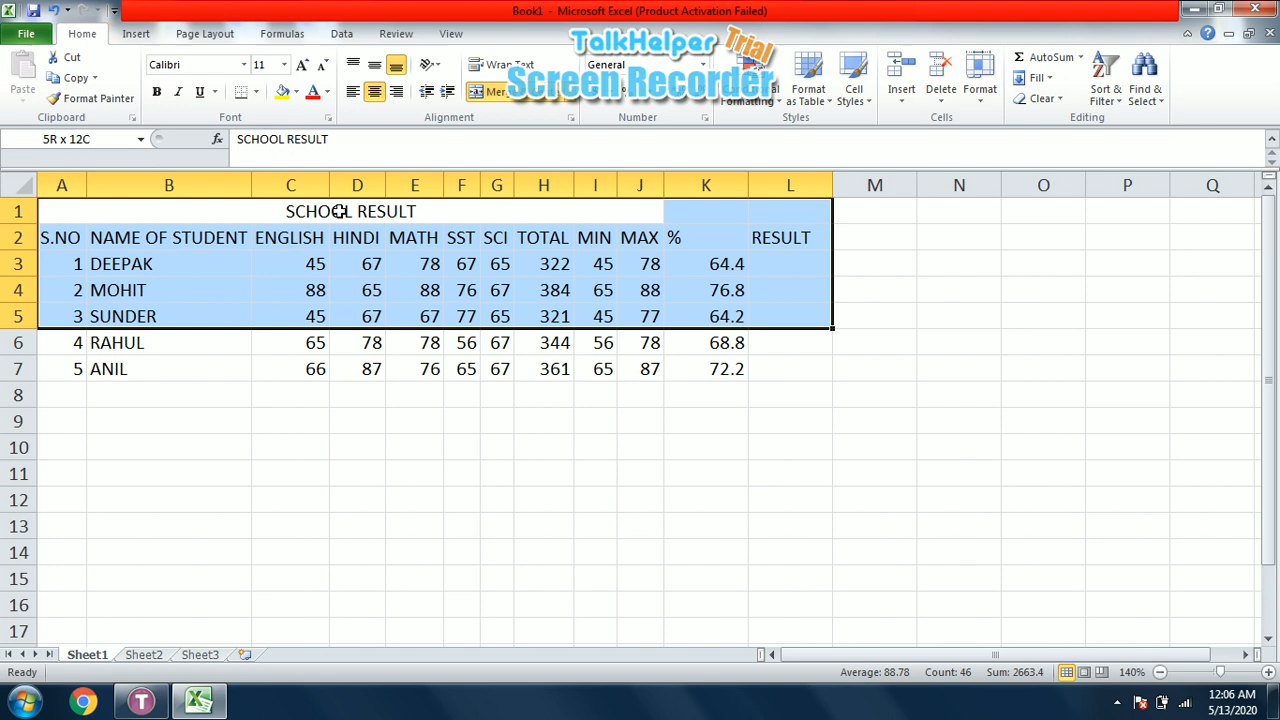 Book1 - Microsoft Excel (Product Activation Failed)
File Home Insert Page Layout Formulas Data Review View
TalkHelper Trial
Screen Recorder
Paste
Cut
Copy
Format Painter
Clipboard
Calibri 11
B I U
Font
Wrap Text
Alignment
General
Number
Formatting
Format as Table
Cell Styles
Styles
Insert Delete Format
Cells
AutoSum
Fill
Clear
Sort & Filter
Find & Select
Editing
5R x 12C fx SCHOOL RESULT
A B C D E F G H I J K L M N O P Q
1 SCHOOL RESULT
2 S.NO NAME OF STUDENT ENGLISH HINDI MATH SST SCI TOTAL MIN MAX % RESULT
3 1 DEEPAK 45 67 78 67 65 322 45 78 64.4
4 2 MOHIT 88 65 88 76 67 384 65 88 76.8
5 3 SUNDER 45 67 67 77 65 321 45 77 64.2
6 4 RAHUL 65 78 78 56 67 344 56 78 68.8
7 5 ANIL 66 87 76 65 67 361 65 87 72.2
8
9
10
11
12
13
14
15
16
17
Sheet1 Sheet2 Sheet3
Ready Average: 88.78 Count: 46 Sum: 2663.4 140%
12:06 AM
5/13/2020